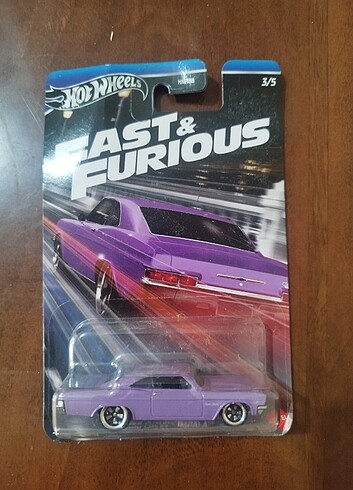 Hot Wheels
3/5
FAST &
FURIOUS